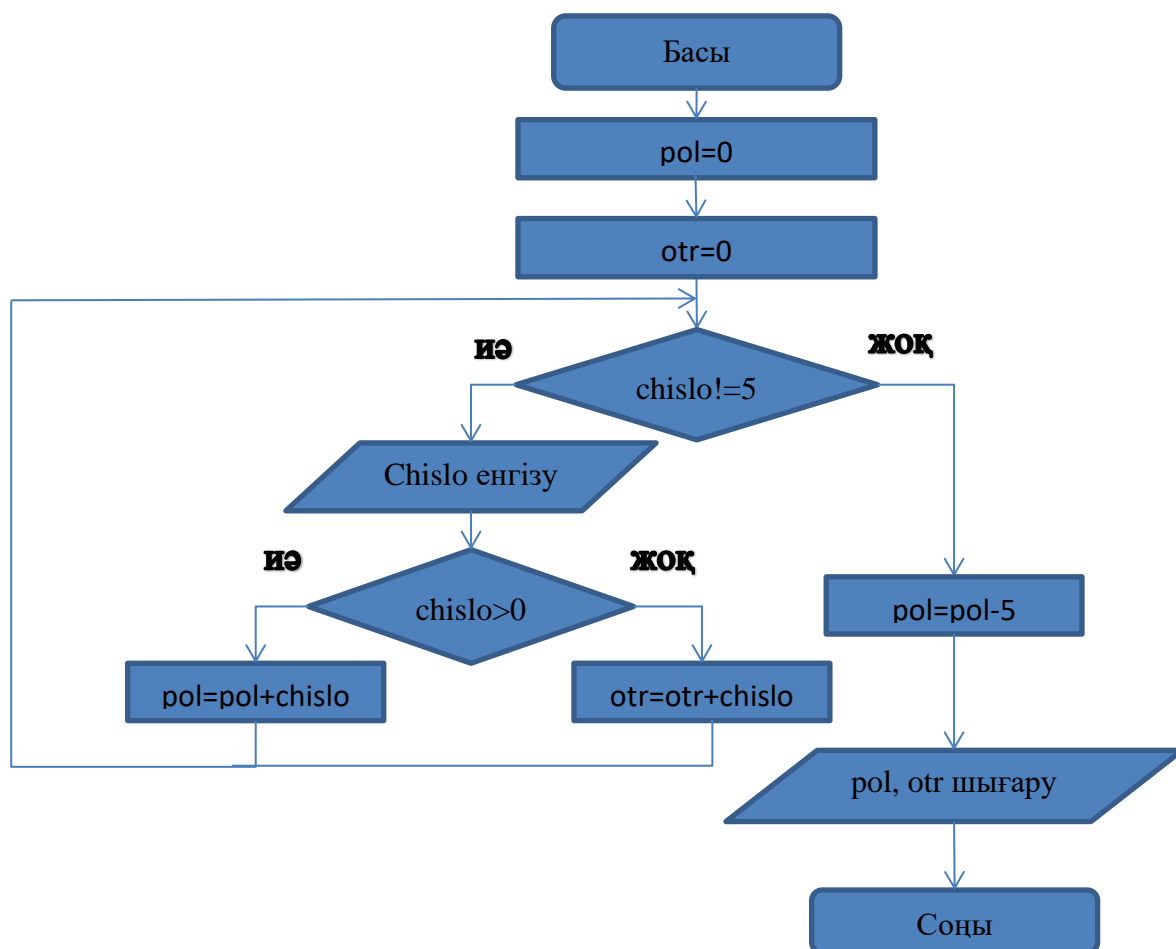 Басы
pol=0
otr=0
иә
жоқ
chislo!=5
Chislo енгізу
иә
жоқ
chislo>0
pol=pol-5
pol=pol+chislo
otr=otr+chislo
pol, otr шығару
Соңы